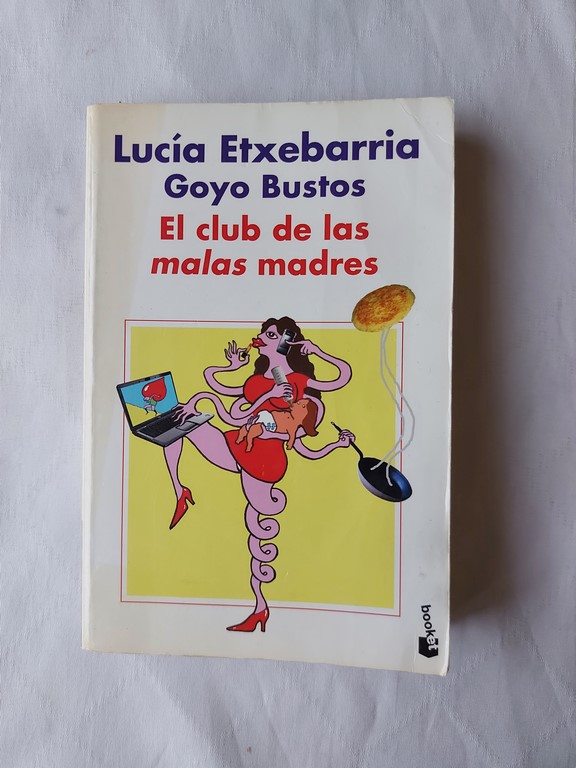 Lucía Etxebarria
Goyo Bustos
El club de las
malas madres
booket